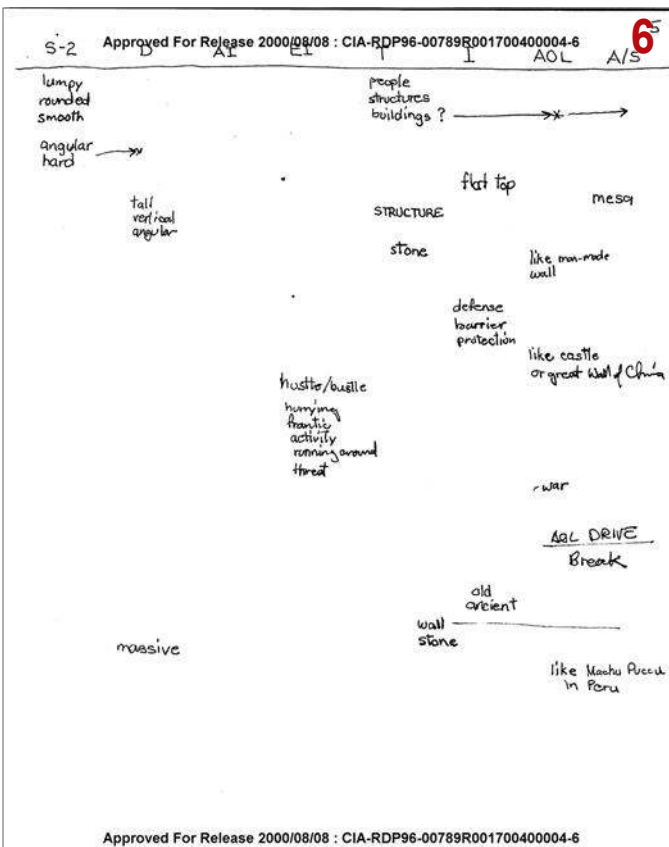 5
6
Approved For Release 2000/08/08 : CIA-RDP96-00789R001700400004-6
S-2 D AI EI T I AOL A/S
lumpy
rounded
smooth
people
structures
buildings ?
angular
hard
flat top
mesa
tall
vertical
angular
STRUCTURE
stone
like man-made
wall
defense
barrier
protection
like castle
or great Wall of China
hustle/bustle
hurrying
frantic
activity
running around
threat
- war
AOL DRIVE
Break
old
ancient
wall
stone
massive
like Machu Puccu
in Peru
Approved For Release 2000/08/08 : CIA-RDP96-00789R001700400004-6